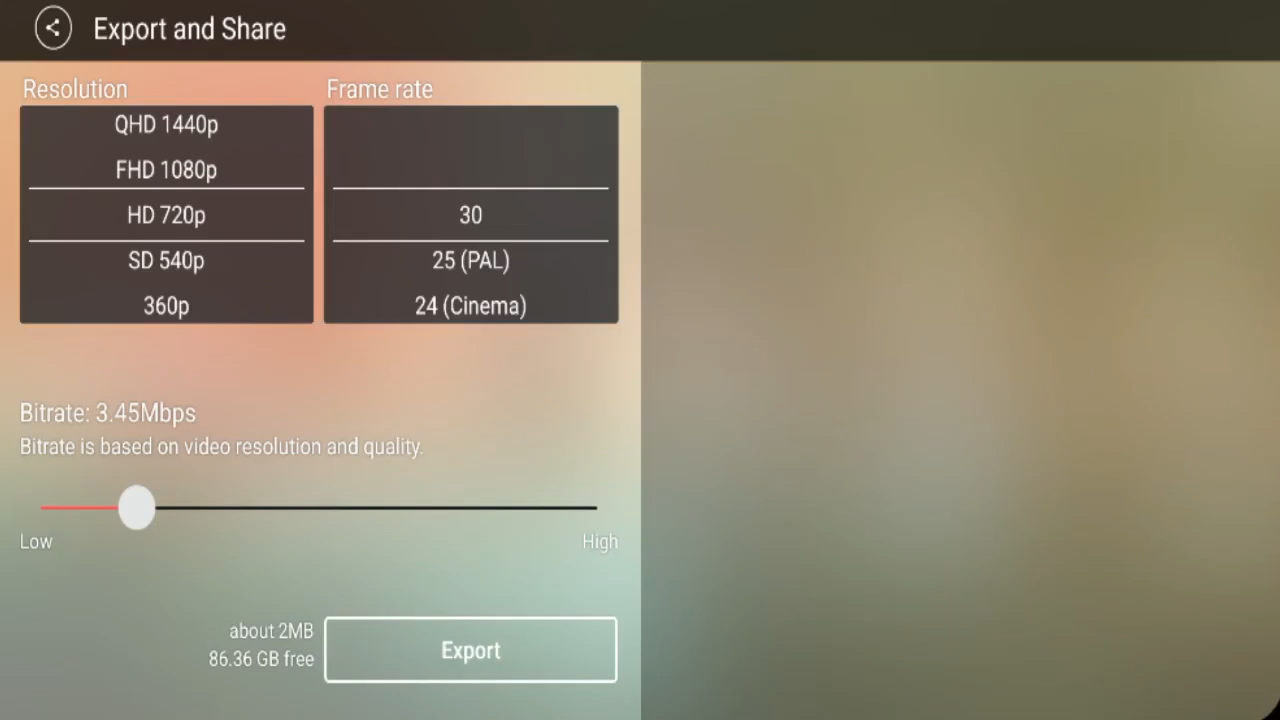 Export and Share
Resolution
Frame rate
QHD 1440p
FHD 1080p
HD 720p
SD 540p
360p
30
25 (PAL)
24 (Cinema)
Bitrate: 3.45Mbps
Bitrate is based on video resolution and quality.
Low
High
about 2MB
86.36 GB free
Export